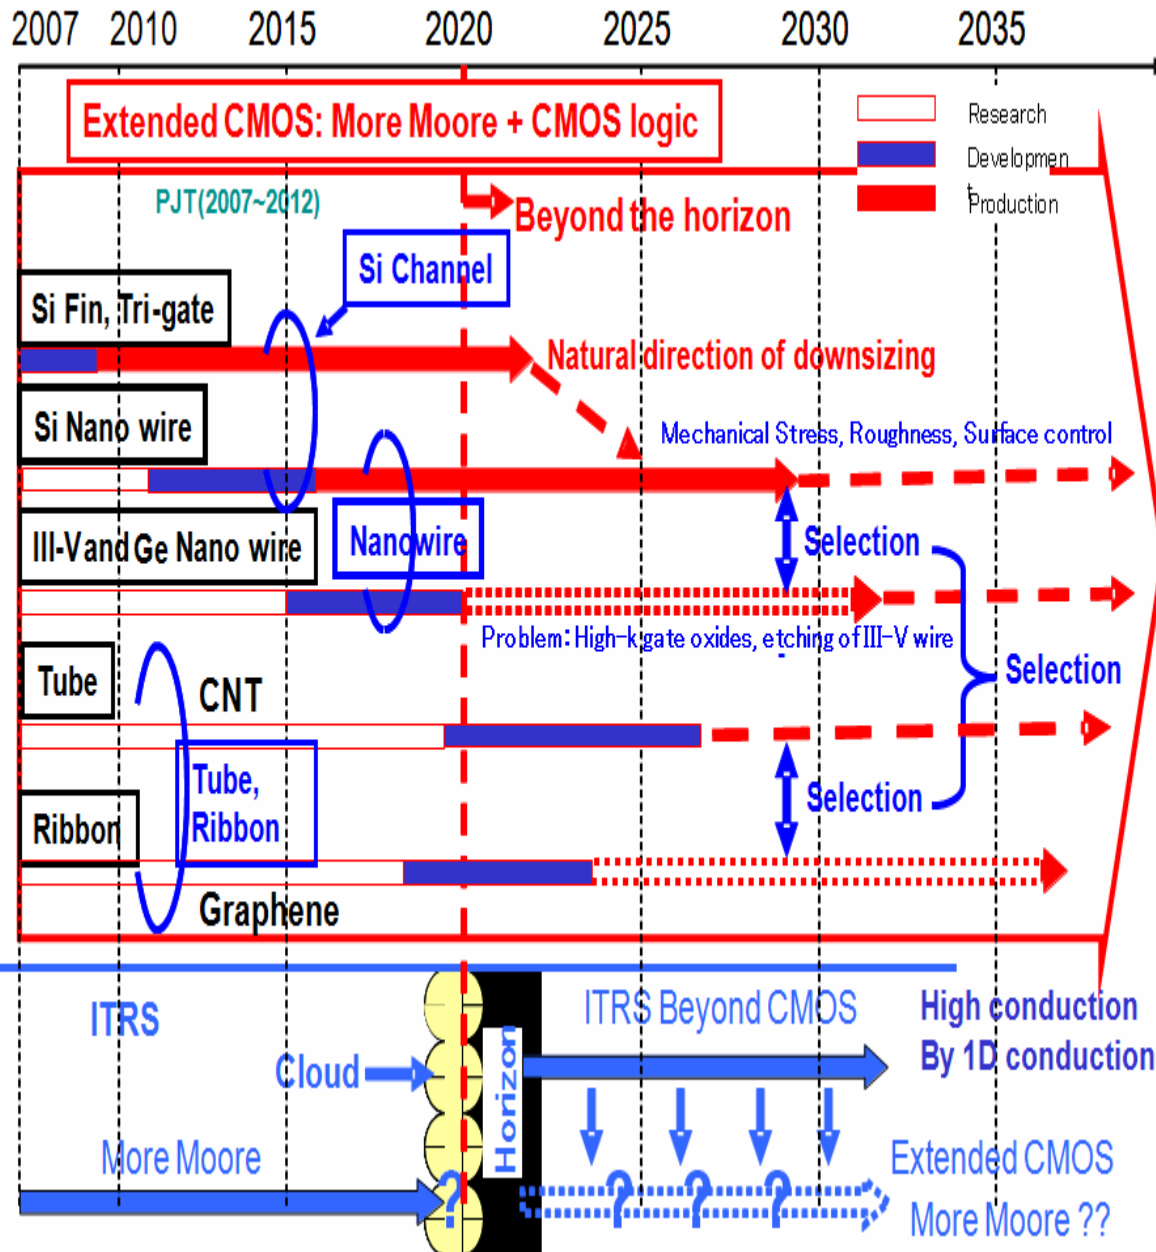 2007 2010 2015 2020 2025 2030 2035
Extended CMOS: More Moore + CMOS logic
Research
Developmen
t
Production
PJT(2007~2012)
Beyond the horizon
Si Channel
Si Fin, Tri-gate
Natural direction of downsizing
Si Nano wire
Mechanical Stress, Roughness, Surface control
III-V and Ge Nano wire
Nanowire
Selection
Problem: High-k gate oxides, etching of III-V wire
Tube
CNT
Selection
Tube,
Ribbon
Selection
Ribbon
Graphene
ITRS
ITRS Beyond CMOS
High conduction
By 1D conduction
Cloud
Horizon
More Moore
?
? ? ?
Extended CMOS
More Moore ??